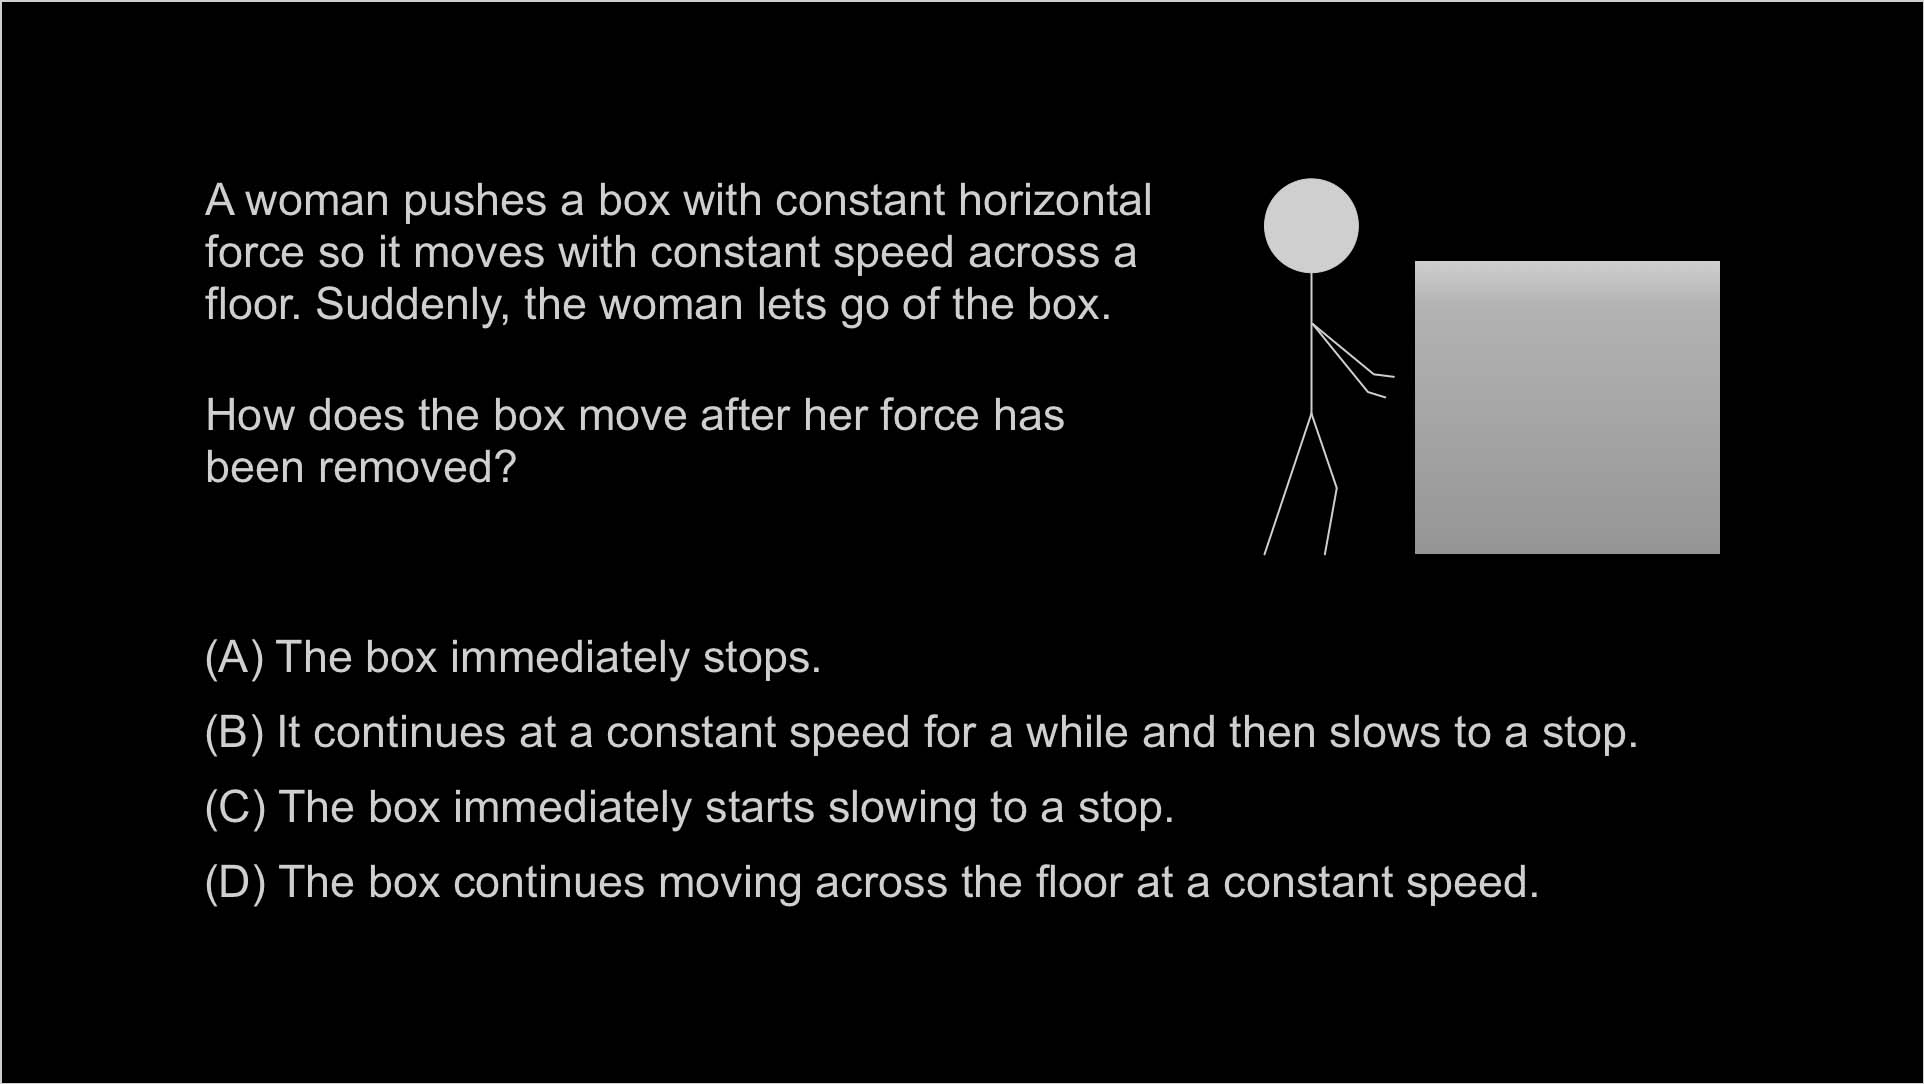 A woman pushes a box with constant horizontal
force so it moves with constant speed across a
floor. Suddenly, the woman lets go of the box.
How does the box move after her force has
been removed?
(A) The box immediately stops.
(B) It continues at a constant speed for a while and then slows to a stop.
(C) The box immediately starts slowing to a stop.
(D) The box continues moving across the floor at a constant speed.